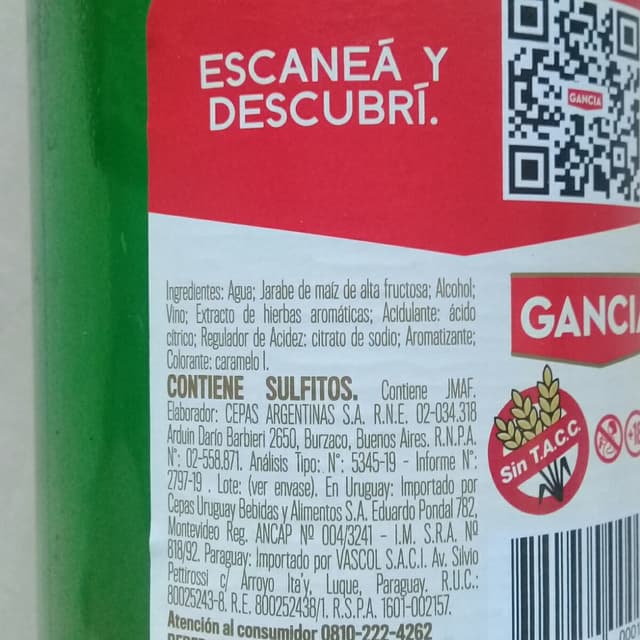 ESCANEÁ Y
DESCUBRÍ.
GANCIA
Ingredientes: Agua; Jarabe de maíz de alta fructosa; Alcohol;
Vino; Extracto de hierbas aromáticas; Acidulante: ácido
cítrico; Regulador de Acidez: citrato de sodio; Aromatizante;
Colorante: caramelo I.
CONTIENE SULFITOS. Contiene JMAF.
Elaborador: CEPAS ARGENTINAS S.A. R.N.E. 02-034.318
Arduin Darío Barbieri 2650, Burzaco, Buenos Aires. R.N.P.A.
N°: 02-558.871. Análisis Tipo: N°: 5345-19 - Informe N°:
2797-19 . Lote: (ver envase). En Uruguay: Importado por
Cepas Uruguay Bebidas y Alimentos S.A. Eduardo Pondal 782,
Montevideo Reg. ANCAP Nº 004/3241 - I.M. S.R.A. Nº
818/92. Paraguay: Importado por VASCOL S.A.C.I. Av. Silvio
Pettirossi c/ Arroyo Ita'y, Luque, Paraguay. R.U.C.:
80025243-8. R.E. 800252438/1. R.S.P.A. 1601-002157.
Atención al consumidor 0810-222-4262
GANCIA
Sin T.A.C.C.